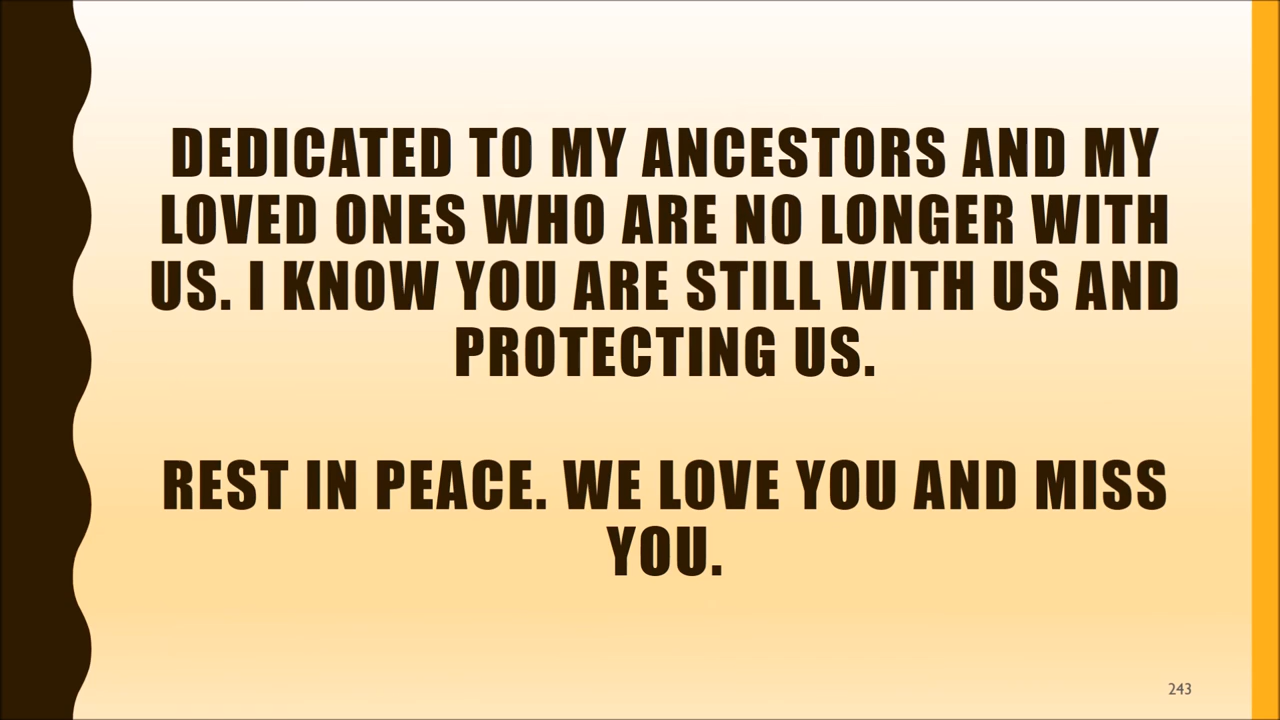 DEDICATED TO MY ANCESTORS AND MY
LOVED ONES WHO ARE NO LONGER WITH
US. I KNOW YOU ARE STILL WITH US AND
PROTECTING US.
REST IN PEACE. WE LOVE YOU AND MISS
YOU.
243